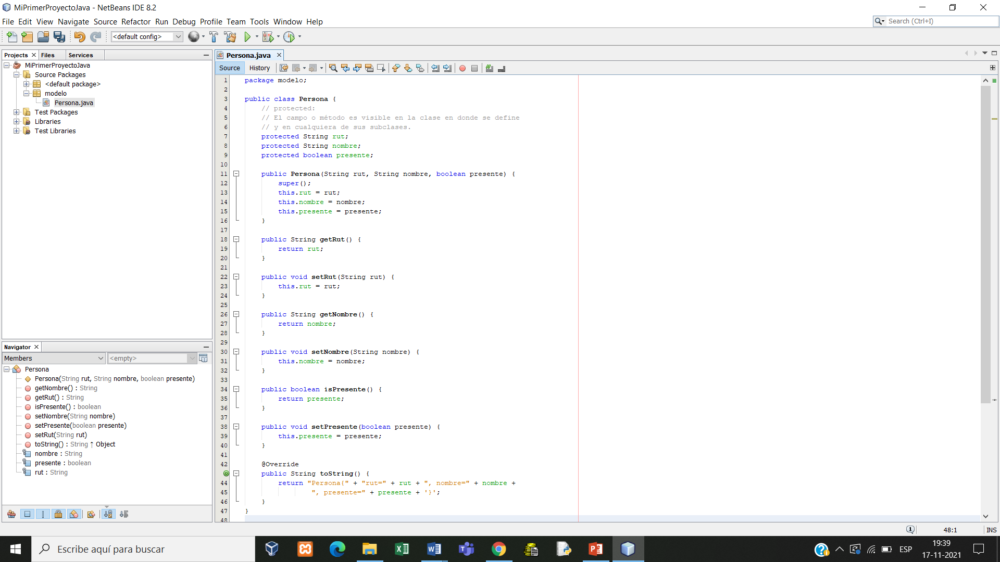 MiPrimerProyectoJava - NetBeans IDE 8.2
File Edit View Navigate Source Refactor Run Debug Profile Team Tools Window Help
Search (Ctrl+I)
<default config>
Projects Files Services
MiPrimerProyectoJava
Source Packages
<default package>
modelo
Persona.java
Test Packages
Libraries
Test Libraries
Navigator
Members
<empty>
Persona
Persona(String rut, String nombre, boolean presente)
getNombre() : String
getRut() : String
isPresente() : boolean
setNombre(String nombre)
setPresente(boolean presente)
setRut(String rut)
toString() : String ↑ Object
nombre : String
presente : boolean
rut : String
Persona.java
Source History
1 package modelo;
2
3 public class Persona {
4 // protected:
5 // El campo o método es visible en la clase en donde se define
6 // y en cualquiera de sus subclases.
7 protected String rut;
8 protected String nombre;
9 protected boolean presente;
10
11 public Persona(String rut, String nombre, boolean presente) {
12 super();
13 this.rut = rut;
14 this.nombre = nombre;
15 this.presente = presente;
16 }
17
18 public String getRut() {
19 return rut;
20 }
21
22 public void setRut(String rut) {
23 this.rut = rut;
24 }
25
26 public String getNombre() {
27 return nombre;
28 }
29
30 public void setNombre(String nombre) {
31 this.nombre = nombre;
32 }
33
34 public boolean isPresente() {
35 return presente;
36 }
37
38 public void setPresente(boolean presente) {
39 this.presente = presente;
40 }
41
42 @Override
public String toString() {
44 return "Persona{" + "rut=" + rut + ", nombre=" + nombre +
45 ", presente=" + presente + '}';
46 }
47 }
48
1
48:1 INS
Escribe aquí para buscar
ESP
19:39
17-11-2021